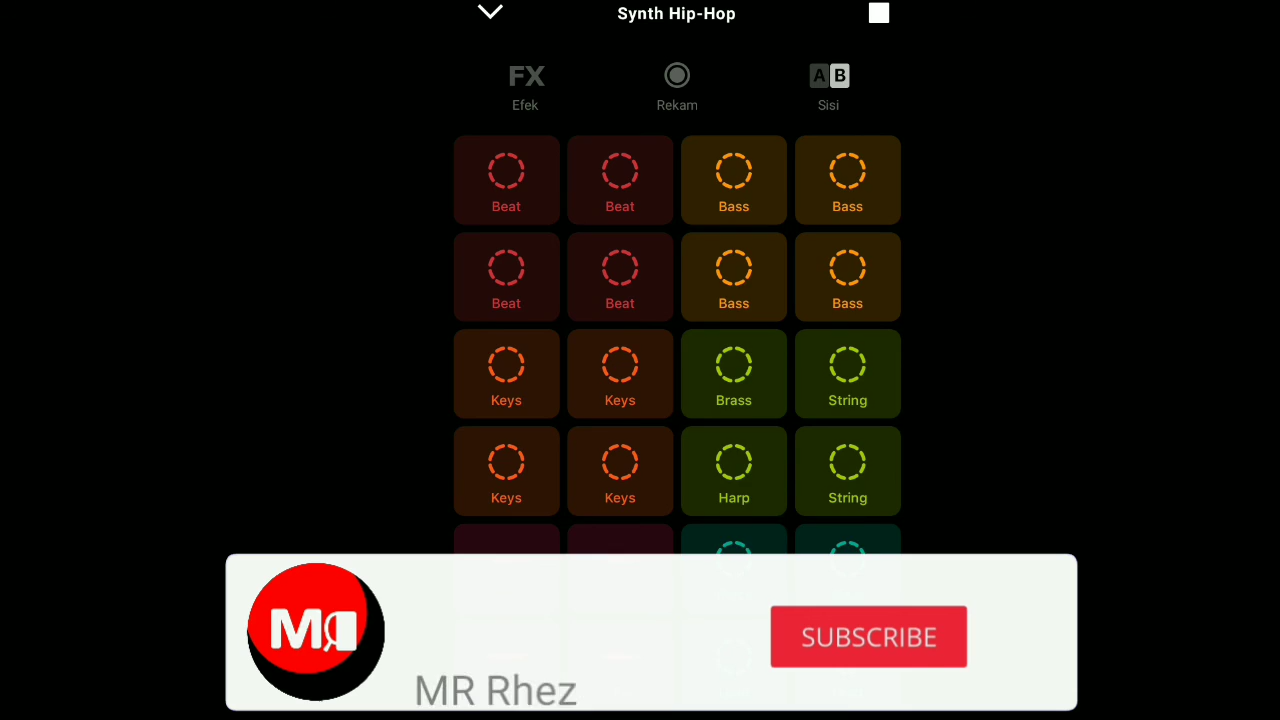 Synth Hip-Hop
FX
A B
Efek
Rekam
Sisi
Beat
Beat
Bass
Bass
Beat
Beat
Bass
Bass
Keys
Keys
Brass
String
Keys
Keys
Harp
String
M
SUBSCRIBE
MR Rhez